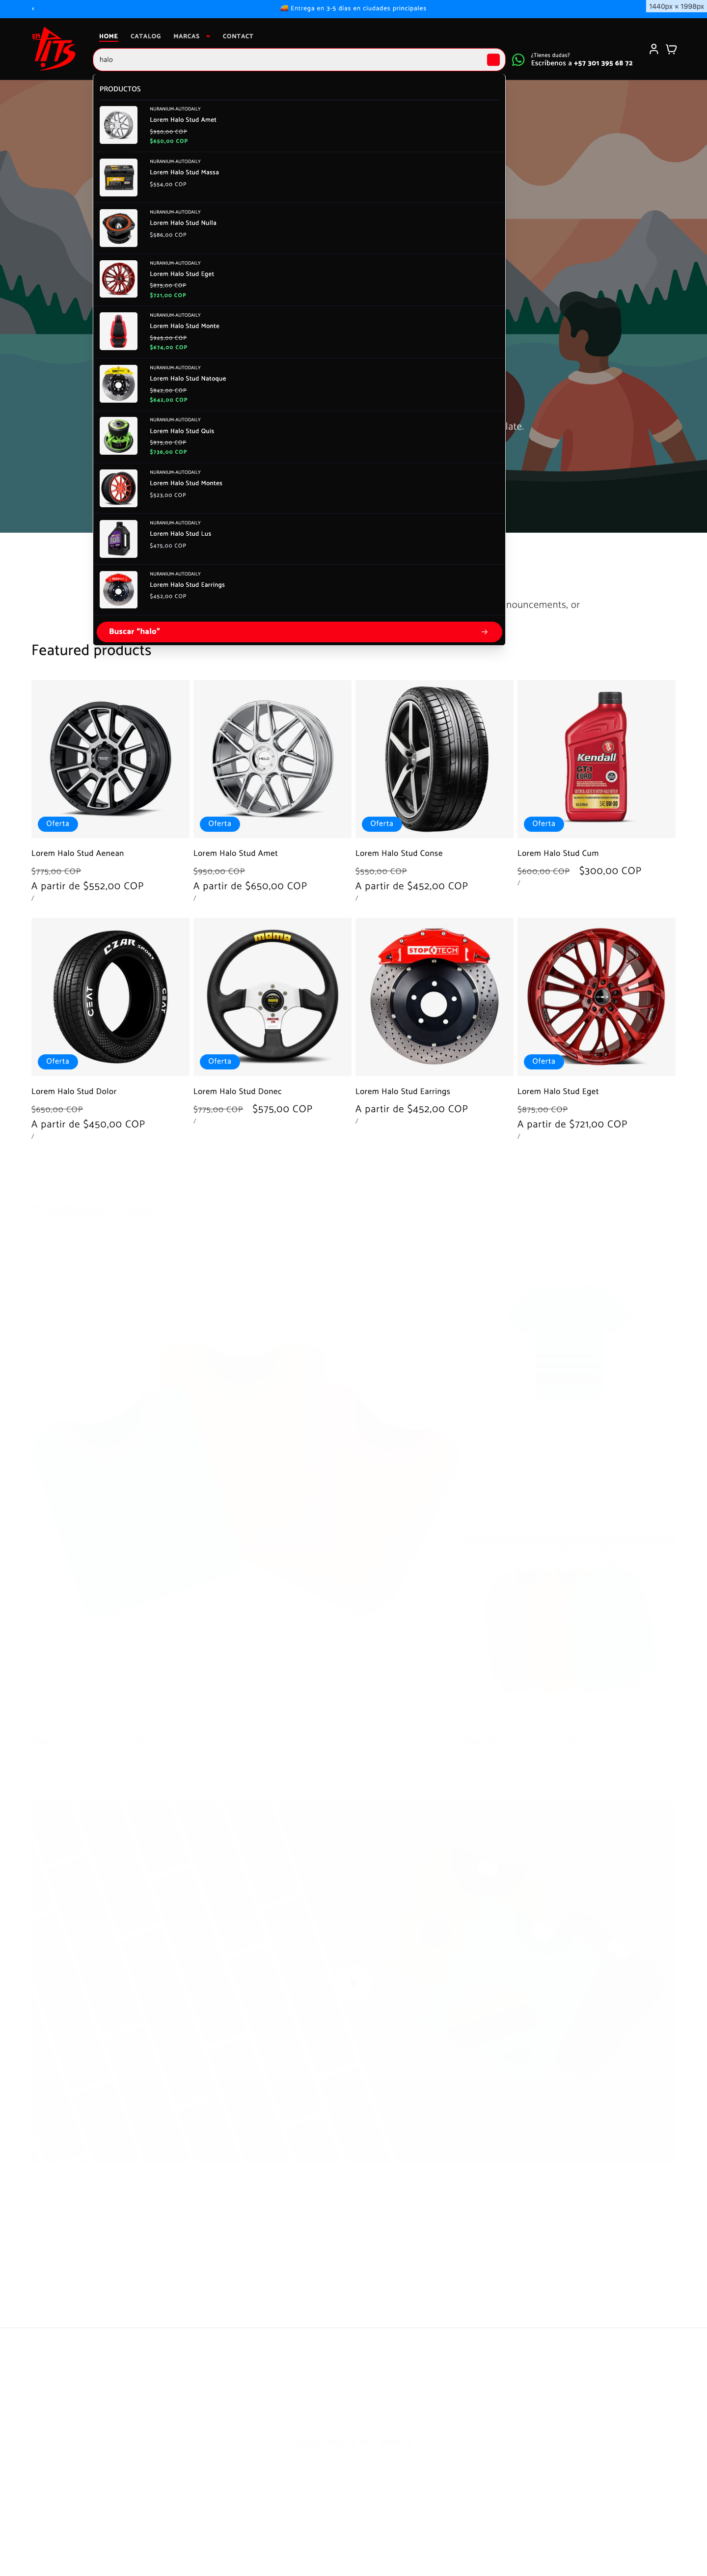 Entrega en 3-5 días en ciudades principales
1440px × 1998px
HOME
CATALOG
MARCAS
CONTACT
halo
¿Tienes dudas?
Escríbenos a +57 301 395 68 72
PRODUCTOS
NURANIUM-AUTODAILY
Lorem Halo Stud Amet
$950,00 COP
$650,00 COP
NURANIUM-AUTODAILY
Lorem Halo Stud Massa
$554,00 COP
NURANIUM-AUTODAILY
Lorem Halo Stud Nulla
$586,00 COP
NURANIUM-AUTODAILY
Lorem Halo Stud Eget
$875,00 COP
$721,00 COP
NURANIUM-AUTODAILY
Lorem Halo Stud Monte
$945,00 COP
$674,00 COP
NURANIUM-AUTODAILY
Lorem Halo Stud Natoque
$842,00 COP
$642,00 COP
NURANIUM-AUTODAILY
Lorem Halo Stud Quis
$875,00 COP
$736,00 COP
NURANIUM-AUTODAILY
Lorem Halo Stud Montes
$523,00 COP
NURANIUM-AUTODAILY
Lorem Halo Stud Lus
$475,00 COP
NURANIUM-AUTODAILY
Lorem Halo Stud Earrings
$452,00 COP
Buscar “halo”
late.
nouncements, or
Featured products
Kendall
GT-1
EURO
Oferta
Oferta
Oferta
Oferta
Lorem Halo Stud Aenean
$775,00 COP
A partir de $552,00 COP
/
Lorem Halo Stud Amet
$950,00 COP
A partir de $650,00 COP
/
Lorem Halo Stud Conse
$550,00 COP
A partir de $452,00 COP
/
Lorem Halo Stud Cum
$600,00 COP $300,00 COP
/
CZAR SPORT
CEAT
CEAT
momo
STOPTECH
Oferta
Oferta
Oferta
Lorem Halo Stud Dolor
$650,00 COP
A partir de $450,00 COP
/
Lorem Halo Stud Donec
$775,00 COP $575,00 COP
/
Lorem Halo Stud Earrings
A partir de $452,00 COP
/
Lorem Halo Stud Eget
$875,00 COP
A partir de $721,00 COP
/